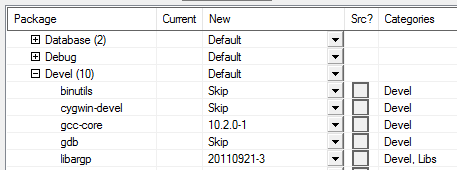 Package Current New Src? Categories
Database (2) Default
Debug Default
Devel (10) Default
binutils Skip Devel
cygwin-devel Skip Devel
gcc-core 10.2.0-1 Devel
gdb Skip Devel
libargp 20110921-3 Devel, Libs